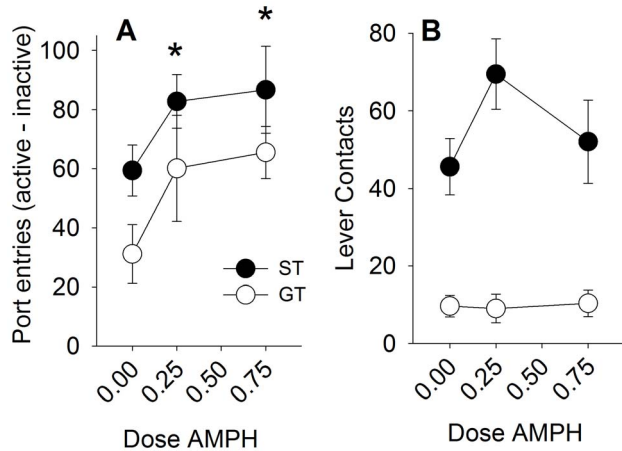 A
*
*
Port entries (active - inactive)
100
80
60
40
20
0
ST
GT
0.00
0.25
0.50
0.75
Dose AMPH
B
Lever Contacts
80
60
40
20
0
0.00
0.25
0.50
0.75
Dose AMPH